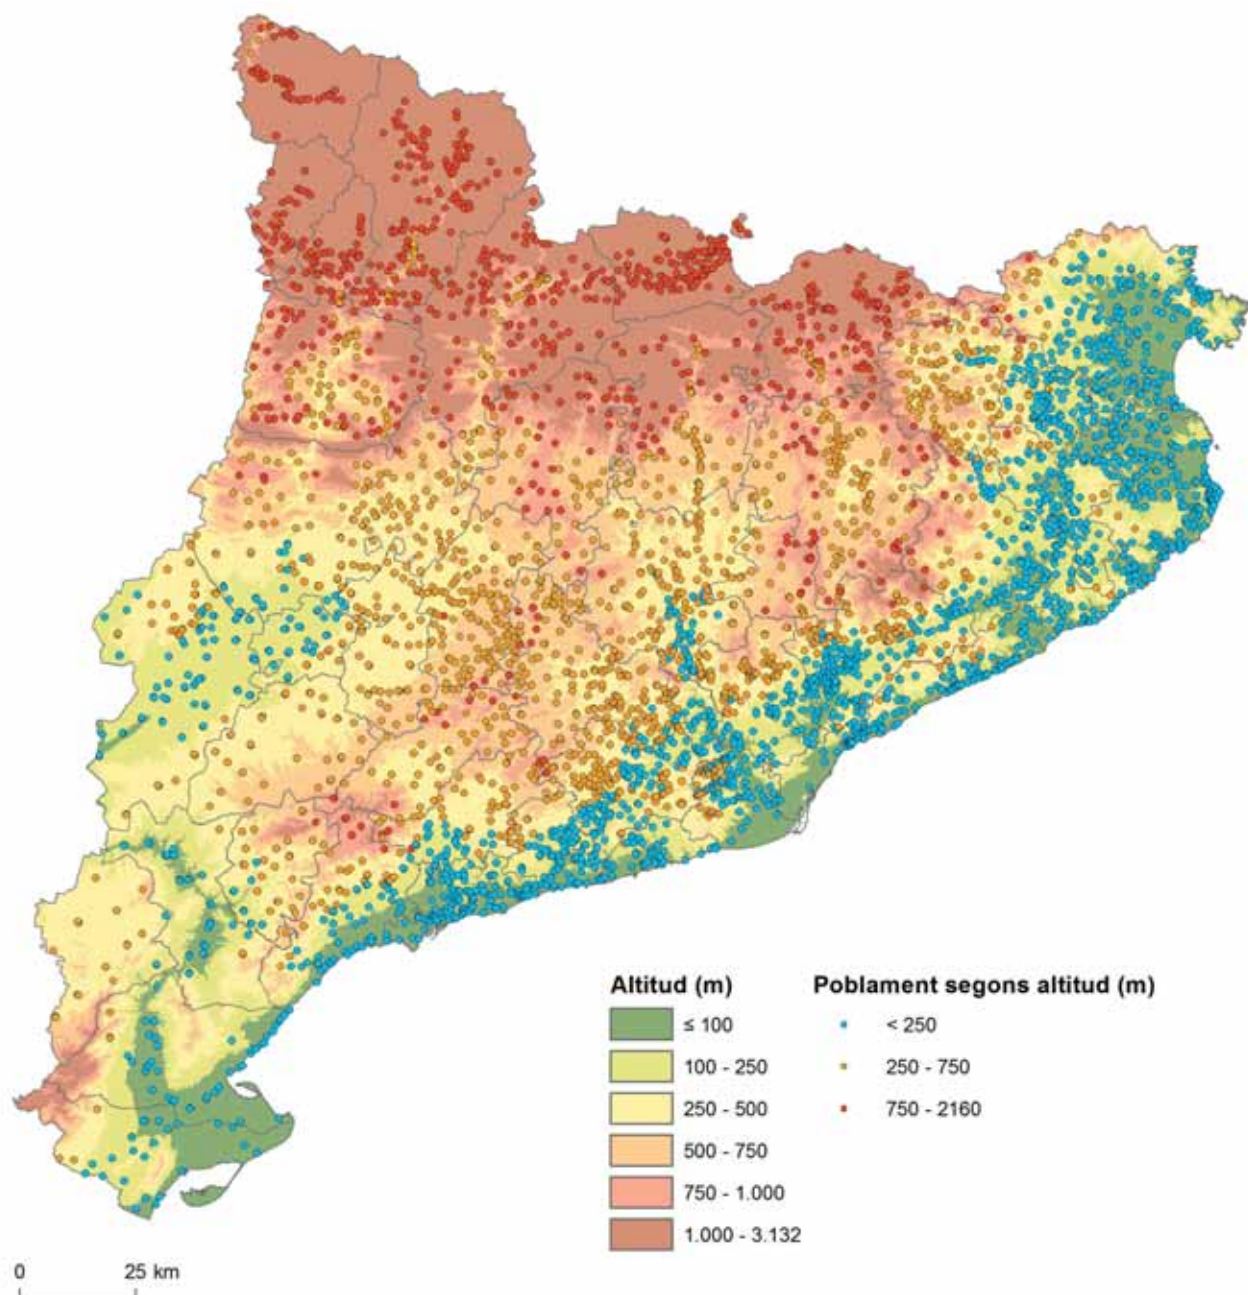 Altitud (m)
≤ 100
100 - 250
250 - 500
500 - 750
750 - 1.000
1.000 - 3.132
Poblament segons altitud (m)
< 250
250 - 750
750 - 2160
0 25 km